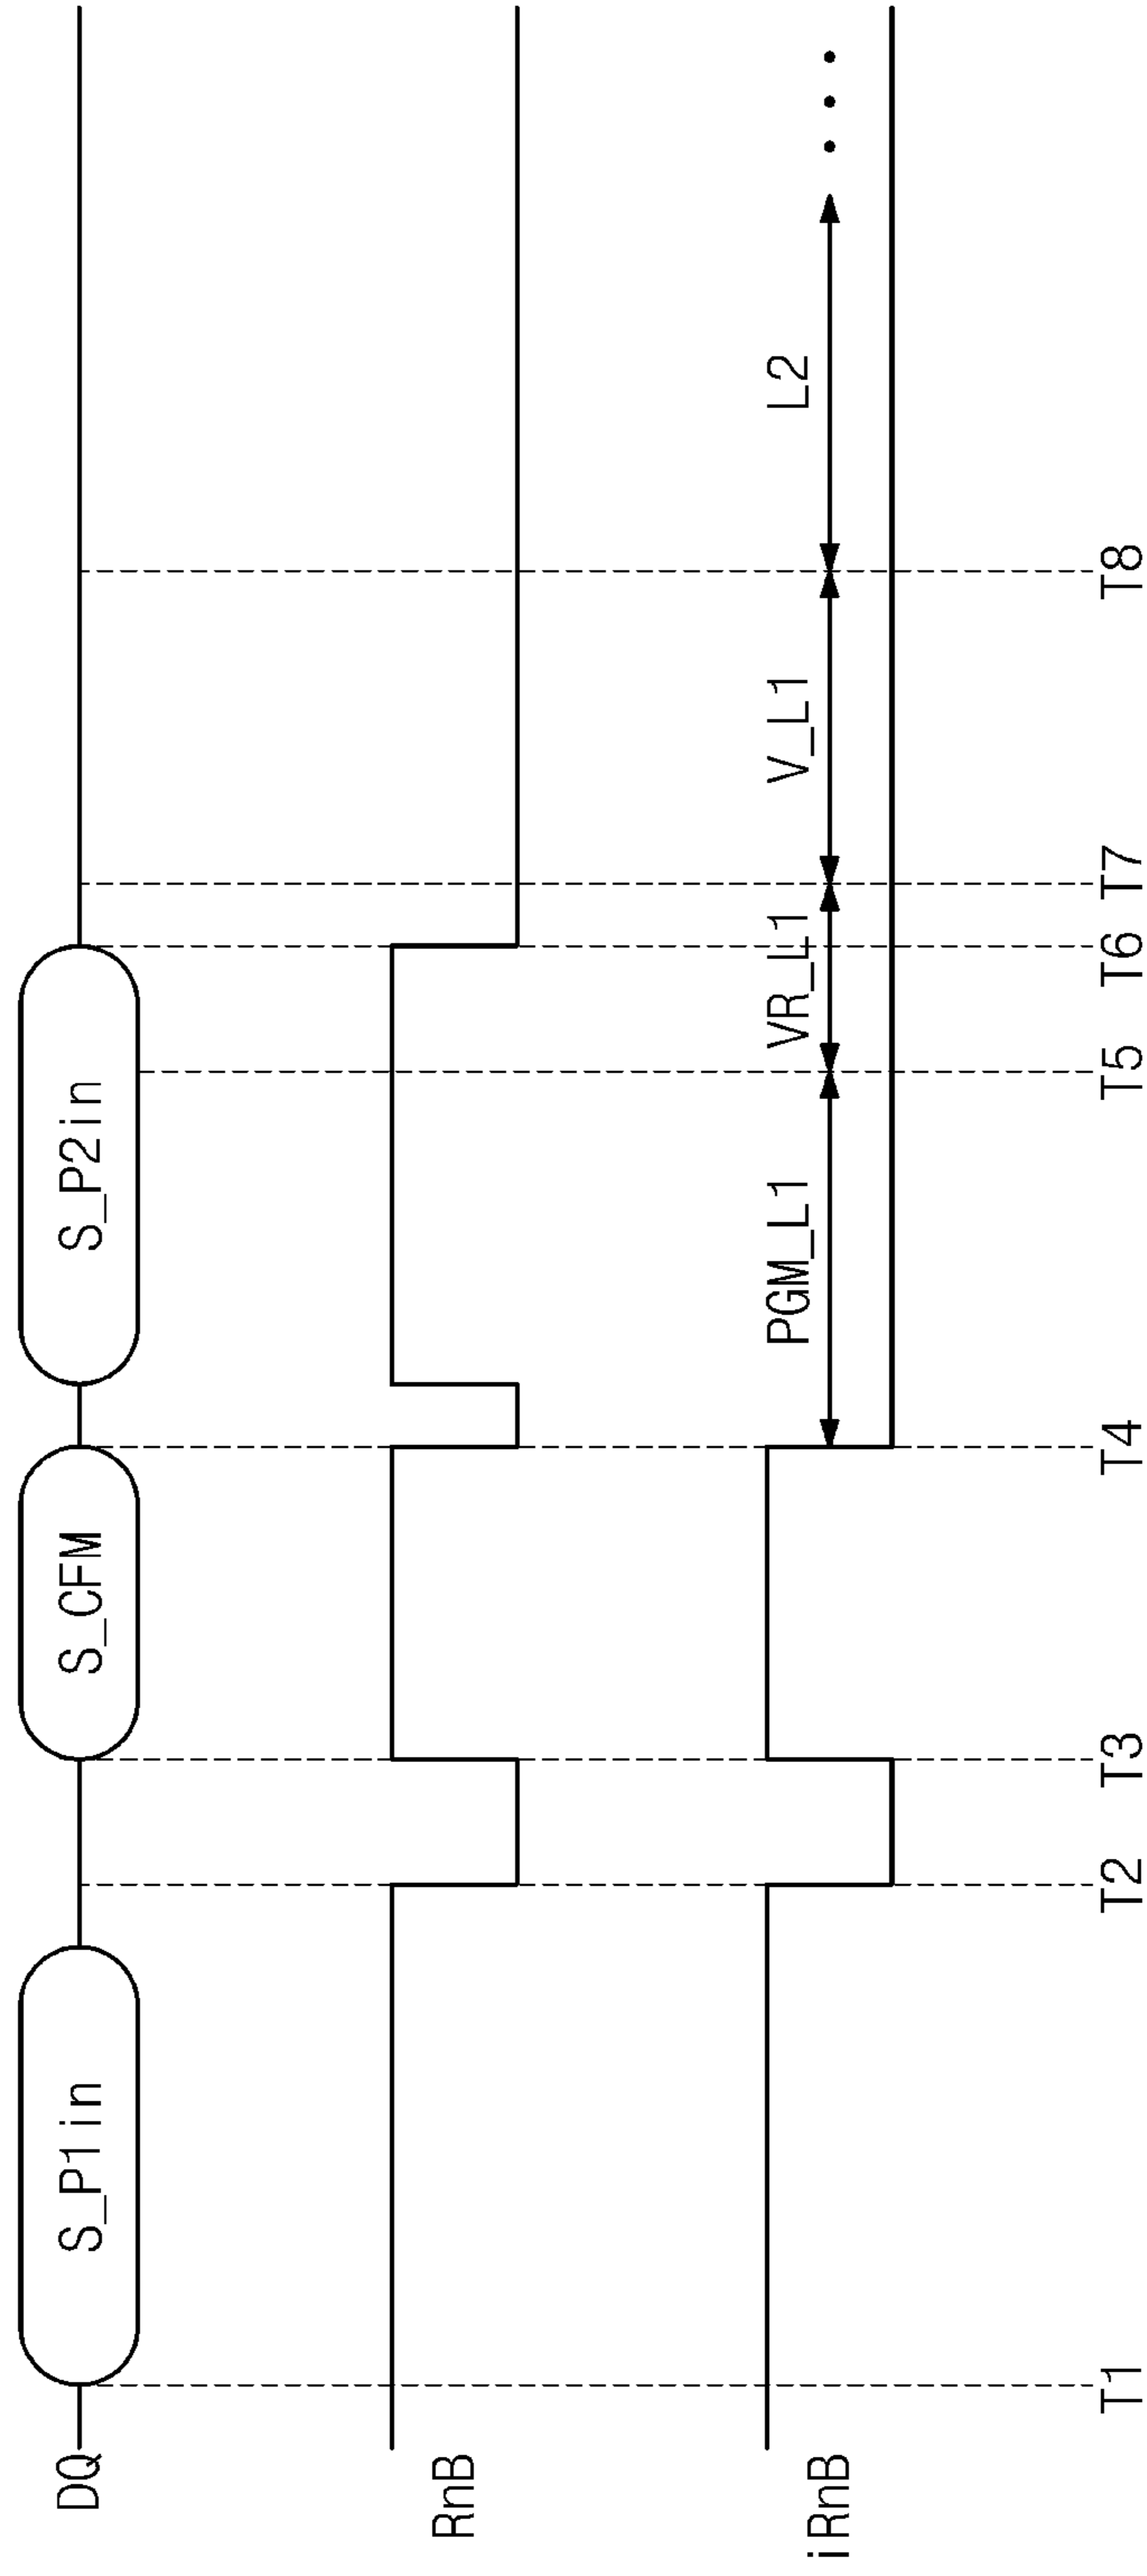 DQ
S_P1in
S_CFM
S_P2in
RnB
iRnB
PGM_L1
VR_L1
V_L1
L2
T1
T2
T3
T4
T5
T6
T7
T8